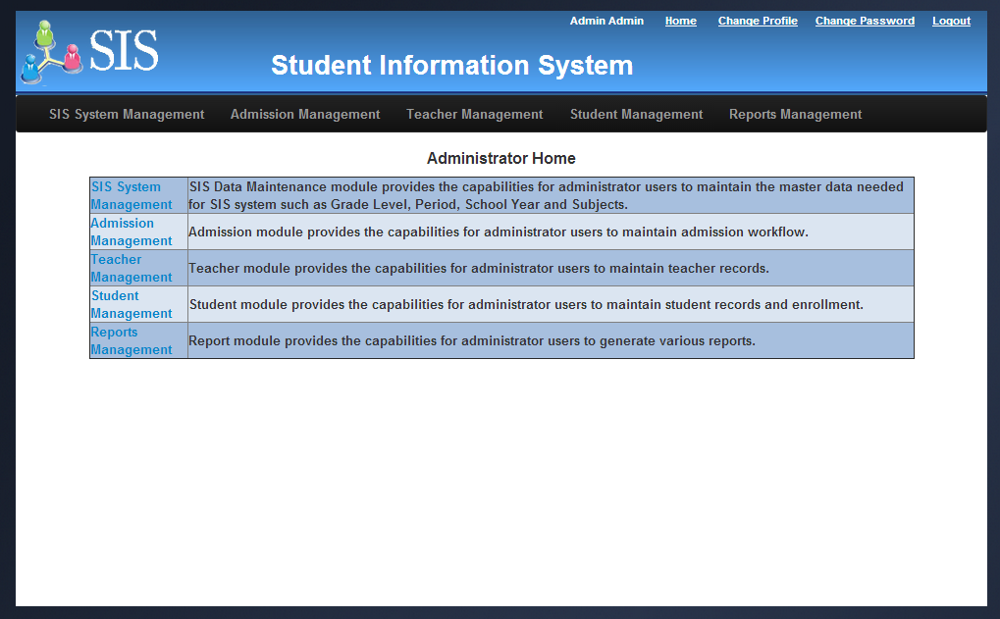 Admin Admin Home Change Profile Change Password Logout
SIS
Student Information System
SIS System Management Admission Management Teacher Management Student Management Reports Management
Administrator Home
SIS System
Management
SIS Data Maintenance module provides the capabilities for administrator users to maintain the master data needed
for SIS system such as Grade Level, Period, School Year and Subjects.
Admission
Management
Admission module provides the capabilities for administrator users to maintain admission workflow.
Teacher
Management
Teacher module provides the capabilities for administrator users to maintain teacher records.
Student
Management
Student module provides the capabilities for administrator users to maintain student records and enrollment.
Reports
Management
Report module provides the capabilities for administrator users to generate various reports.